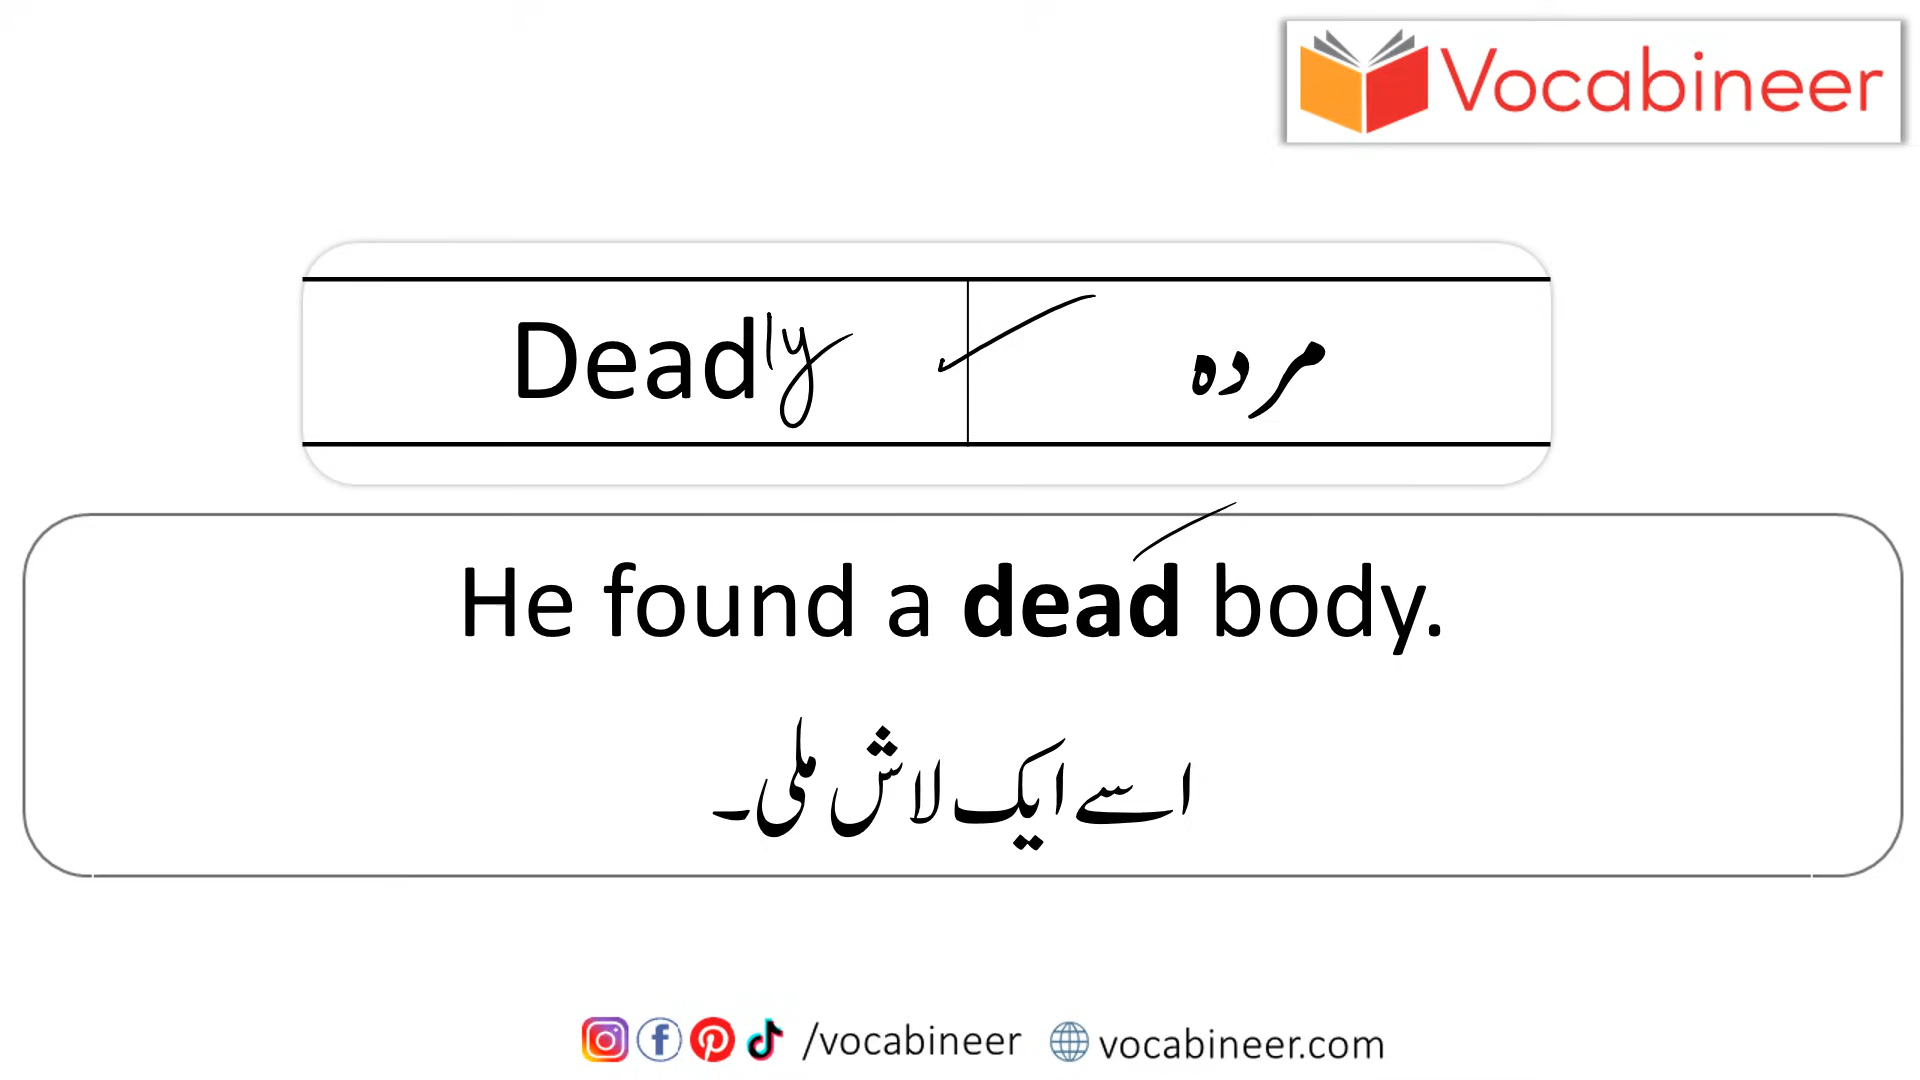 Vocabineer
Deadly مردہ
He found a dead body.
اسے ایک لاش ملی۔
/vocabineer vocabineer.com